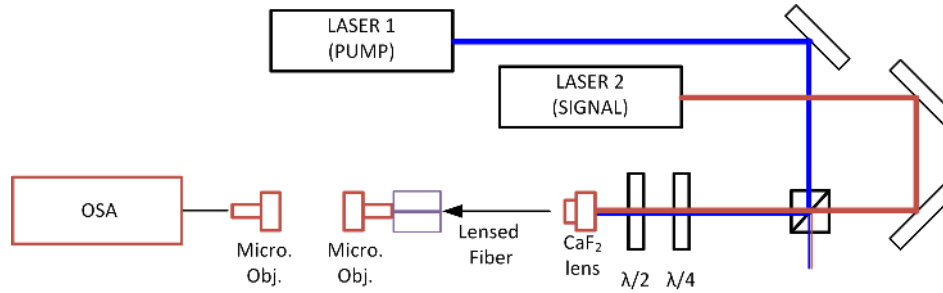 LASER 1
(PUMP)
LASER 2
(SIGNAL)
OSA
Micro.
Obj.
Micro.
Obj.
Lensed
Fiber
CaF₂
lens
λ/2
λ/4